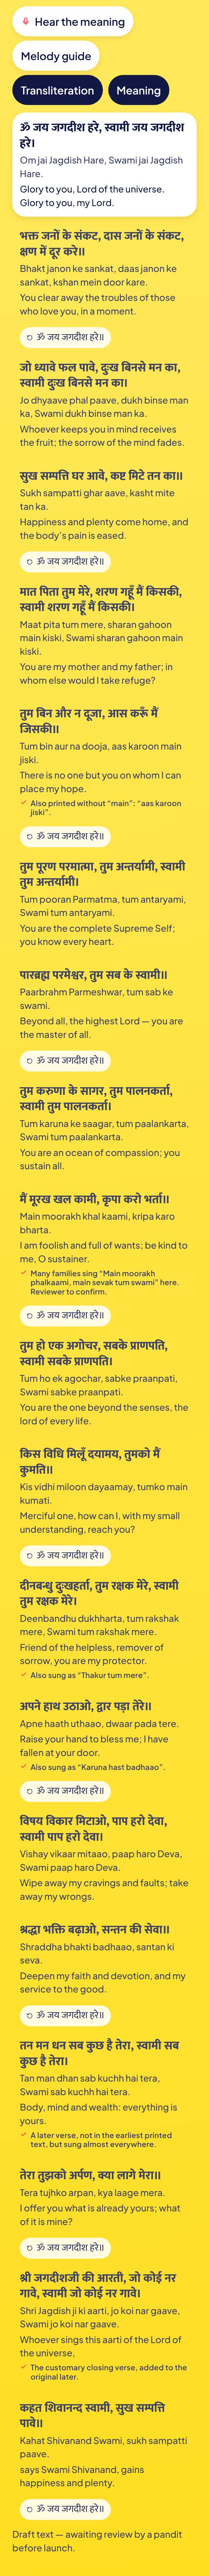 Hear the meaning
Melody guide
Transliteration Meaning
ॐ जय जगदीश हरे, स्वामी जय जगदीश
हरे।
Om jai Jagdish Hare, Swami jai Jagdish
Hare.
Glory to you, Lord of the universe.
Glory to you, my Lord.
भक्त जनों के संकट, दास जनों के संकट,
क्षण में दूर करे॥
Bhakt janon ke sankat, daas janon ke
sankat, kshan mein door kare.
You clear away the troubles of those
who love you, in a moment.
ॐ जय जगदीश हरे॥
जो ध्यावे फल पावे, दुःख बिनसे मन का,
स्वामी दुःख बिनसे मन का।
Jo dhyaave phal paave, dukh binse man
ka, Swami dukh binse man ka.
Whoever keeps you in mind receives
the fruit; the sorrow of the mind fades.
सुख सम्पत्ति घर आवे, कष्ट मिटे तन का॥
Sukh sampatti ghar aave, kasht mite
tan ka.
Happiness and plenty come home, and
the body's pain is eased.
ॐ जय जगदीश हरे॥
मात पिता तुम मेरे, शरण गहूँ मैं किसकी,
स्वामी शरण गहूँ मैं किसकी।
Maat pita tum mere, sharan gahoon
main kiski, Swami sharan gahoon main
kiski.
You are my mother and my father; in
whom else would I take refuge?
तुम बिन और न दूजा, आस करूँ मैं
जिसकी॥
Tum bin aur na dooja, aas karoon main
jiski.
There is no one but you on whom I can
place my hope.
Also printed without “main”: “aas karoon
jiski”.
ॐ जय जगदीश हरे॥
तुम पूरण परमात्मा, तुम अन्तर्यामी, स्वामी
तुम अन्तर्यामी।
Tum pooran Parmatma, tum antaryami,
Swami tum antaryami.
You are the complete Supreme Self;
you know every heart.
पारब्रह्म परमेश्वर, तुम सब के स्वामी॥
Paarbrahm Parmeshwar, tum sab ke
swami.
Beyond all, the highest Lord — you are
the master of all.
ॐ जय जगदीश हरे॥
तुम करुणा के सागर, तुम पालनकर्ता,
स्वामी तुम पालनकर्ता।
Tum karuna ke saagar, tum paalankarta,
Swami tum paalankarta.
You are an ocean of compassion; you
sustain all.
मैं मूरख खल कामी, कृपा करो भर्ता॥
Main moorakh khal kaami, kripa karo
bharta.
I am foolish and full of wants; be kind to
me, O sustainer.
Many families sing “Main moorakh
phalkaami, main sevak tum swami” here.
Reviewer to confirm.
ॐ जय जगदीश हरे॥
तुम हो एक अगोचर, सबके प्राणपति,
स्वामी सबके प्राणपति।
Tum ho ek agochar, sabke praanpati,
Swami sabke praanpati.
You are the one beyond the senses, the
lord of every life.
किस विधि मिलूँ दयामय, तुमको मैं
कुमति॥
Kis vidhi miloon dayaamay, tumko main
kumati.
Merciful one, how can I, with my small
understanding, reach you?
ॐ जय जगदीश हरे॥
दीनबन्धु दुःखहर्ता, तुम रक्षक मेरे, स्वामी
तुम रक्षक मेरे।
Deenbandhu dukhharta, tum rakshak
mere, Swami tum rakshak mere.
Friend of the helpless, remover of
sorrow, you are my protector.
Also sung as “Thakur tum mere”.
अपने हाथ उठाओ, द्वार पड़ा तेरे॥
Apne haath uthaao, dwaar pada tere.
Raise your hand to bless me; I have
fallen at your door.
Also sung as “Karuna hast badhaao”.
ॐ जय जगदीश हरे॥
विषय विकार मिटाओ, पाप हरो देवा,
स्वामी पाप हरो देवा।
Vishay vikaar mitaao, paap haro Deva,
Swami paap haro Deva.
Wipe away my cravings and faults; take
away my wrongs.
श्रद्धा भक्ति बढ़ाओ, सन्तन की सेवा॥
Shraddha bhakti badhaao, santan ki
seva.
Deepen my faith and devotion, and my
service to the good.
ॐ जय जगदीश हरे॥
तन मन धन सब कुछ है तेरा, स्वामी सब
कुछ है तेरा।
Tan man dhan sab kuchh hai tera,
Swami sab kuchh hai tera.
Body, mind and wealth: everything is
yours.
A later verse, not in the earliest printed
text, but sung almost everywhere.
तेरा तुझको अर्पण, क्या लागे मेरा॥
Tera tujhko arpan, kya laage mera.
I offer you what is already yours; what
of it is mine?
ॐ जय जगदीश हरे॥
श्री जगदीशजी की आरती, जो कोई नर
गावे, स्वामी जो कोई नर गावे।
Shri Jagdish ji ki aarti, jo koi nar gaave,
Swami jo koi nar gaave.
Whoever sings this aarti of the Lord of
the universe,
The customary closing verse, added to the
original later.
कहत शिवानन्द स्वामी, सुख सम्पत्ति
पावे॥
Kahat Shivanand Swami, sukh sampatti
paave.
says Swami Shivanand, gains
happiness and plenty.
ॐ जय जगदीश हरे॥
Draft text — awaiting review by a pandit
before launch.